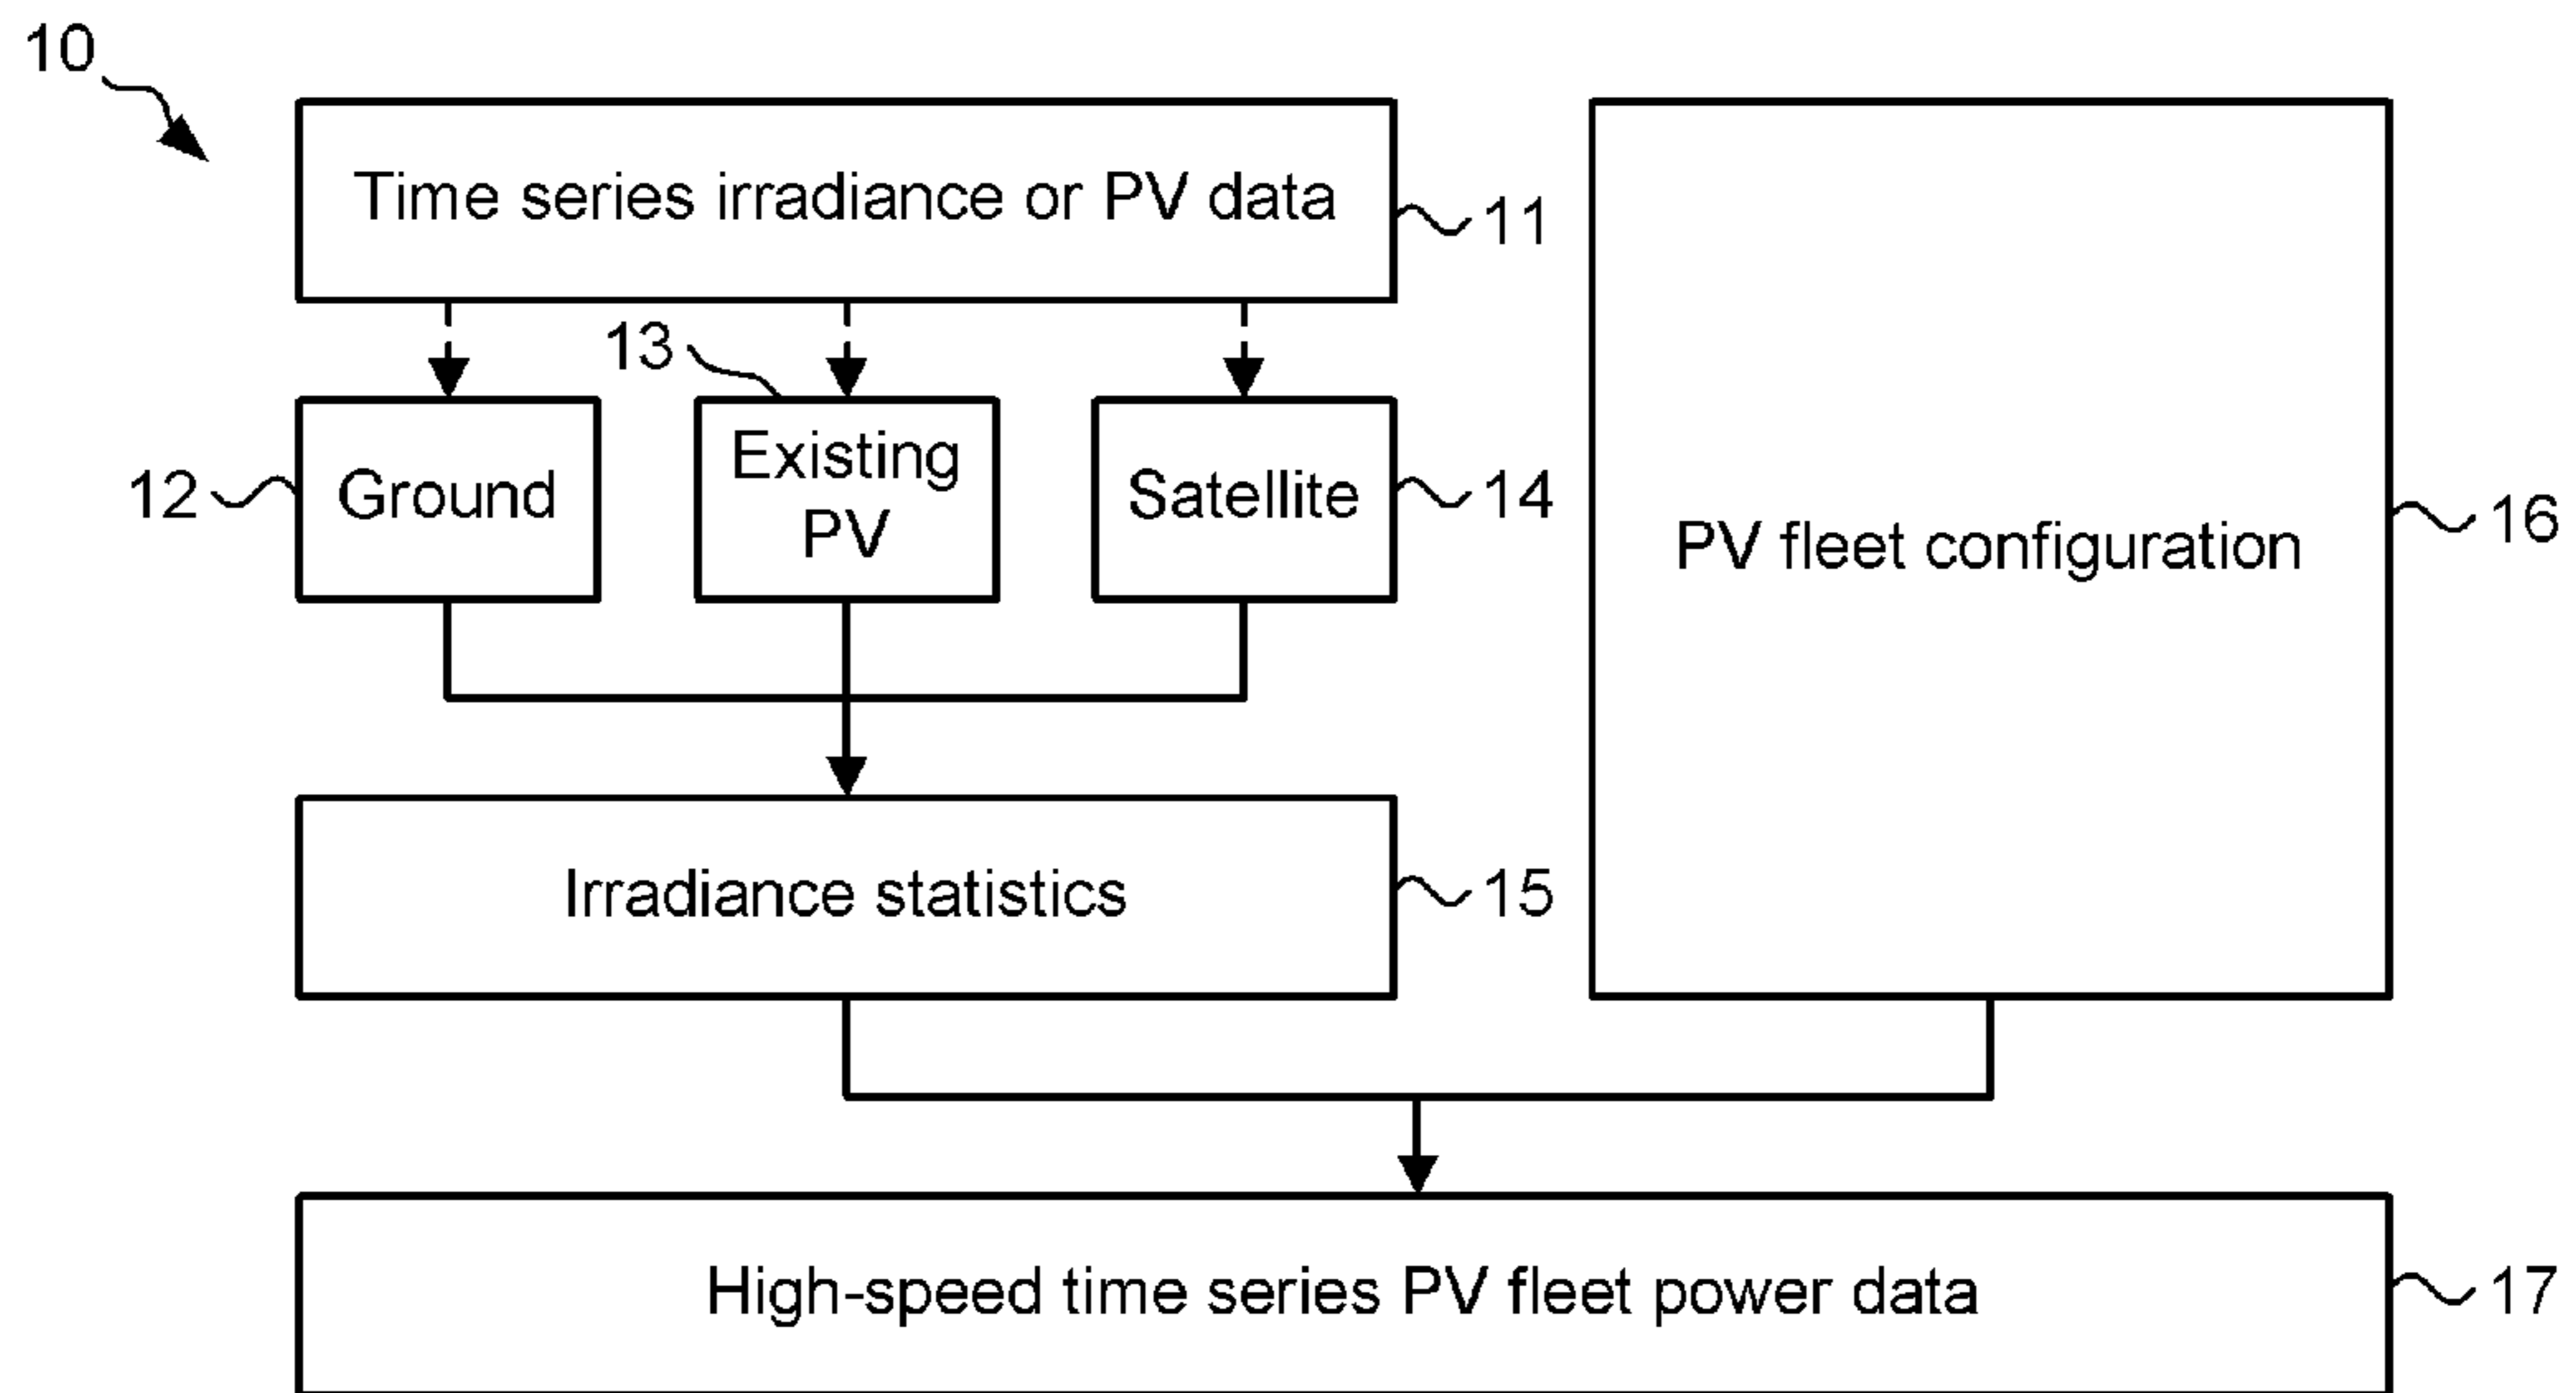 10
Time series irradiance or PV data
11
13
12
Ground
Existing
PV
Satellite
14
PV fleet configuration
16
Irradiance statistics
15
High-speed time series PV fleet power data
17